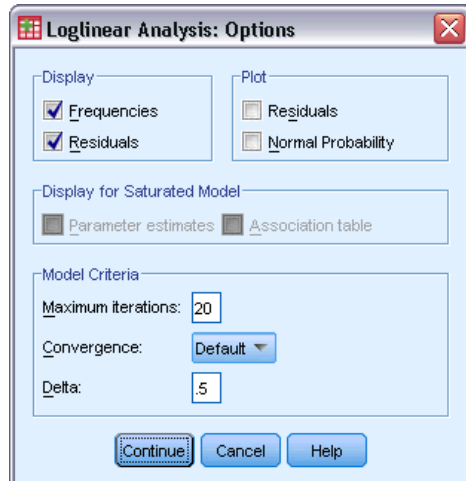 Loglinear Analysis: Options
Display
Frequencies
Residuals
Plot
Residuals
Normal Probability
Display for Saturated Model
Parameter estimates Association table
Model Criteria
Maximum iterations: 20
Convergence: Default
Delta: .5
Continue Cancel Help